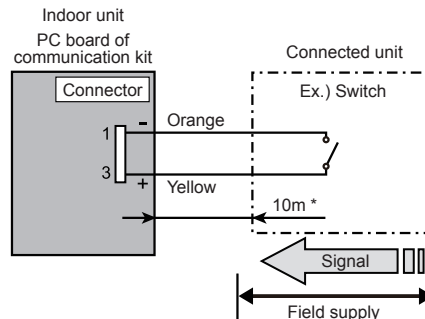 Indoor unit
PC board of
communication kit
Connected unit
Connector
Ex.) Switch
1
-
Orange
3
+
Yellow
10m *
Signal
Field supply